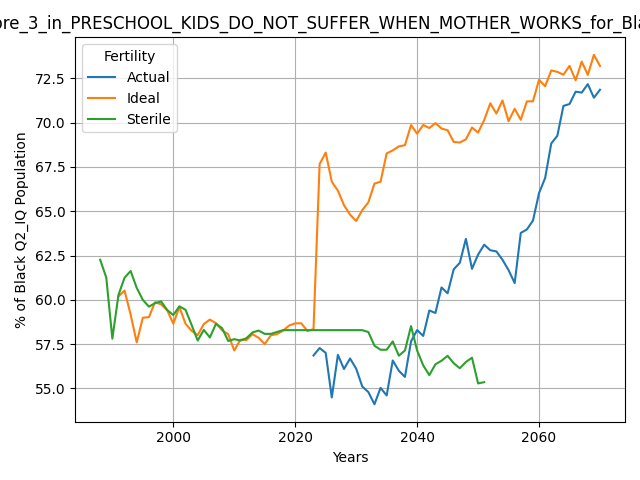 ore_3_in_PRESCHOOL_KIDS_DO_NOT_SUFFER_WHEN_MOTHER_WORKS_for_Bla
Fertility
Actual
Ideal
Sterile
% of Black Q2_IQ Population
72.5
70.0
67.5
65.0
62.5
60.0
57.5
55.0
2000
2020
2040
2060
Years